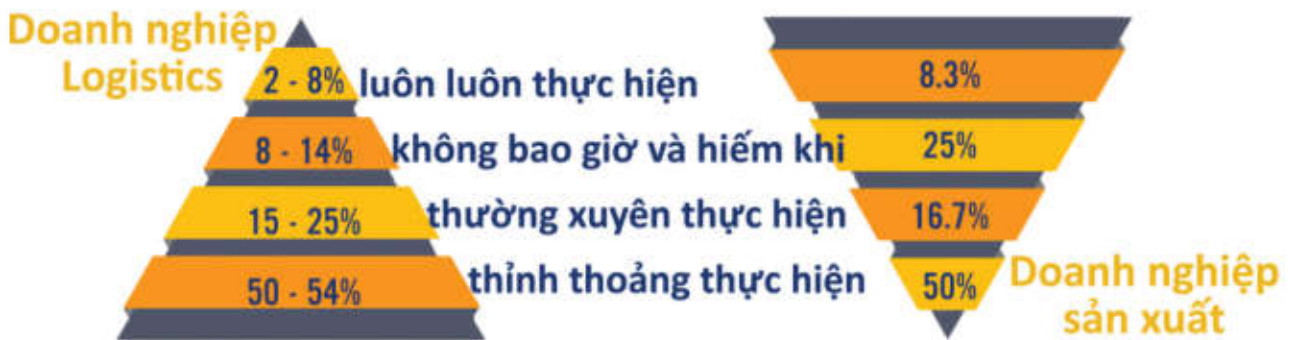 Doanh nghiệp
Logistics
2 - 8% luôn luôn thực hiện 8.3%
8 - 14% không bao giờ và hiếm khi 25%
15 - 25% thường xuyên thực hiện 16.7%
50 - 54% thỉnh thoảng thực hiện 50%
Doanh nghiệp
sản xuất